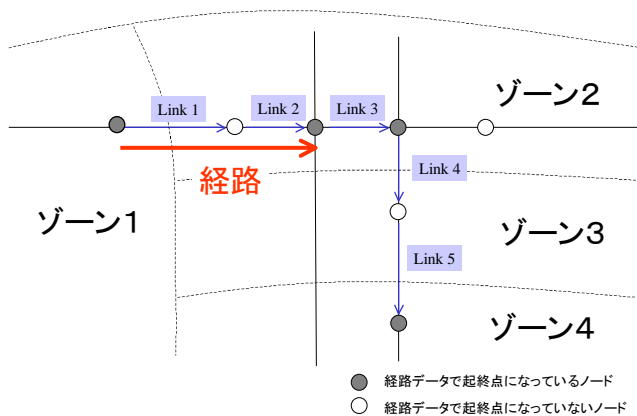 ゾーン2
Link 1
Link 2
Link 3
経路
Link 4
ゾーン1
ゾーン3
Link 5
ゾーン4
経路データで起終点になっているノード
経路データで起終点になっていないノード